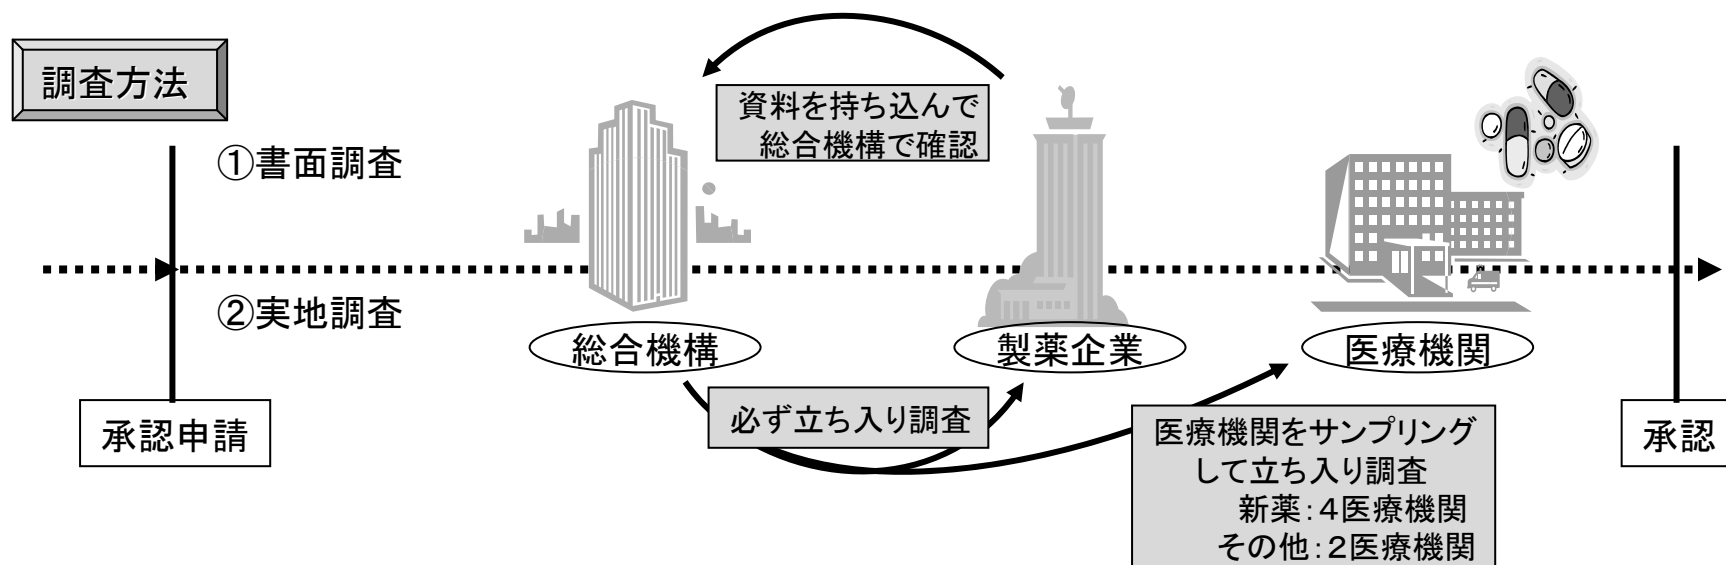 調査方法
①書面調査
資料を持ち込んで
総合機構で確認
②実地調査
総合機構
製薬企業
医療機関
必ず立ち入り調査
承認申請
医療機関をサンプリング
して立ち入り調査
新薬：４医療機関
その他：２医療機関
承認